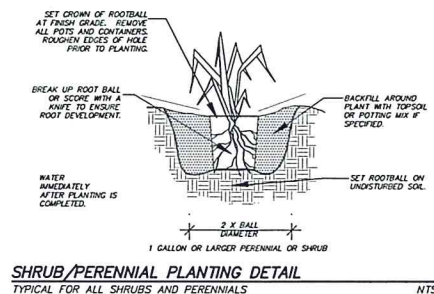 SET CROWN OF ROOTBALL
AT FINISH GRADE. REMOVE
ALL POTS AND CONTAINERS.
ROUGHEN EDGES OF HOLE
PRIOR TO PLANTING.
BREAK UP ROOT BALL
OR SCORE WITH A
KNIFE TO ENSURE
ROOT DEVELOPMENT.
BACKFILL AROUND
PLANT WITH TOPSOIL
OR POTTING MIX IF
SPECIFIED.
WATER
IMMEDIATELY
AFTER PLANTING IS
COMPLETED.
SET ROOTBALL ON
UNDISTURBED SOIL.
2 X BALL
DIAMETER
1 GALLON OR LARGER PERENNIAL OR SHRUB
SHRUB/PERENNIAL PLANTING DETAIL
TYPICAL FOR ALL SHRUBS AND PERENNIALS NTS